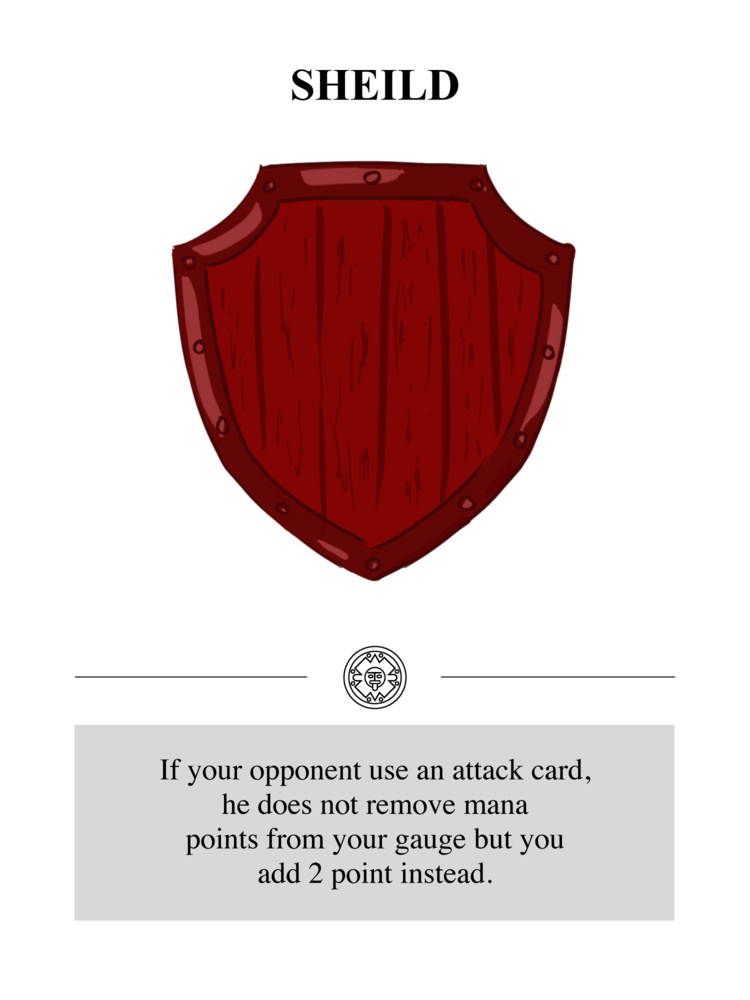 SHEILD
If your opponent use an attack card,
he does not remove mana
points from your gauge but you
add 2 point instead.